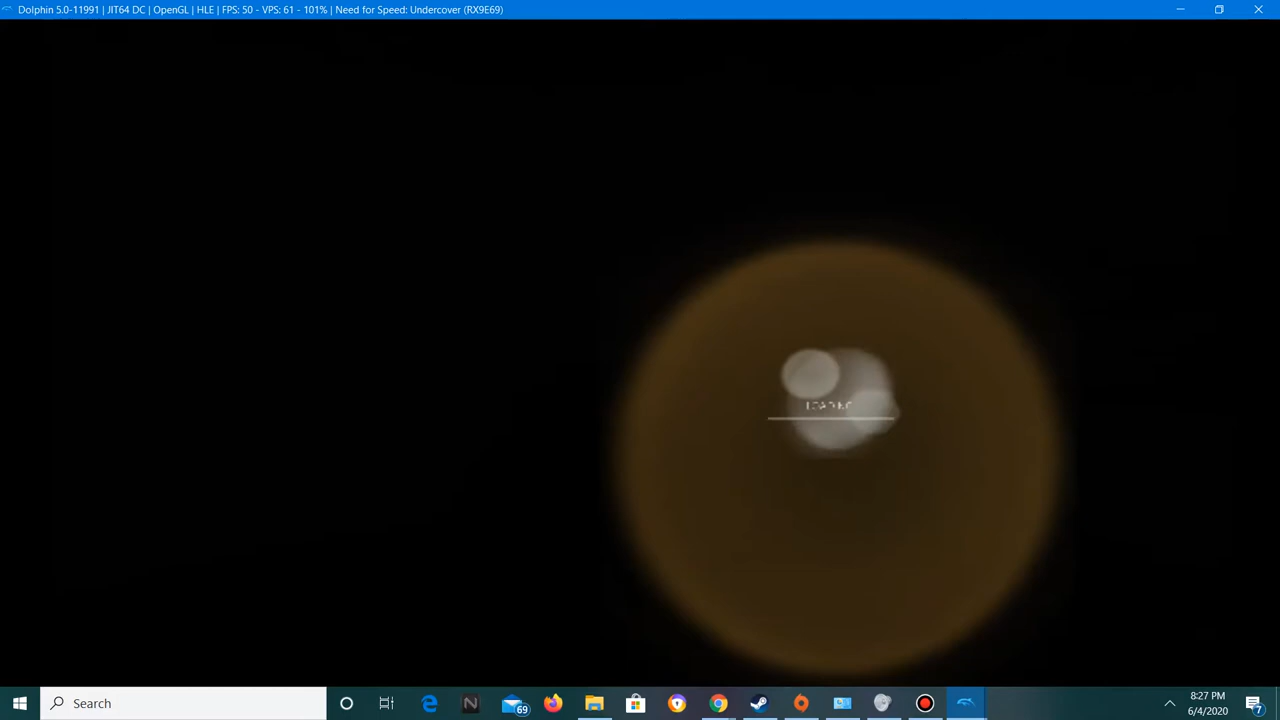 Dolphin 5.0-11991 | JIT64 DC | OpenGL | HLE | FPS: 50 - VPS: 61 - 101% | Need for Speed: Undercover (RX9E69)
Search
69
8:27 PM
6/4/2020
7